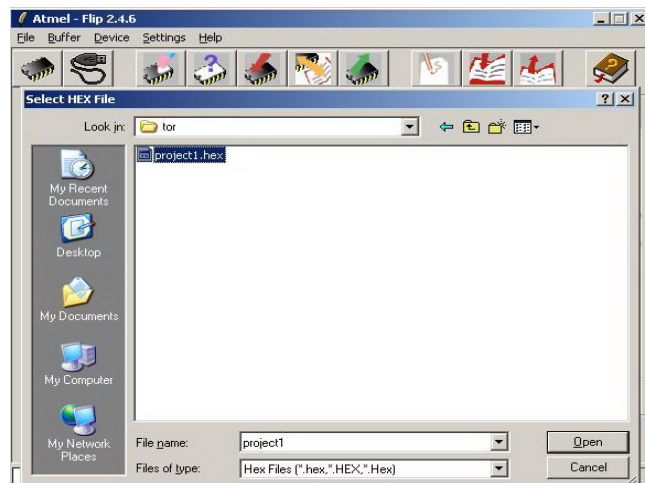 Atmel - Flip 2.4.6
File Buffer Device Settings Help
Select HEX File
Look in: tor
project1.hex
My Recent
Documents
Desktop
My Documents
My Computer
My Network
Places
File name: project1 Open
Files of type: Hex Files (*.hex,*.HEX,*.Hex) Cancel